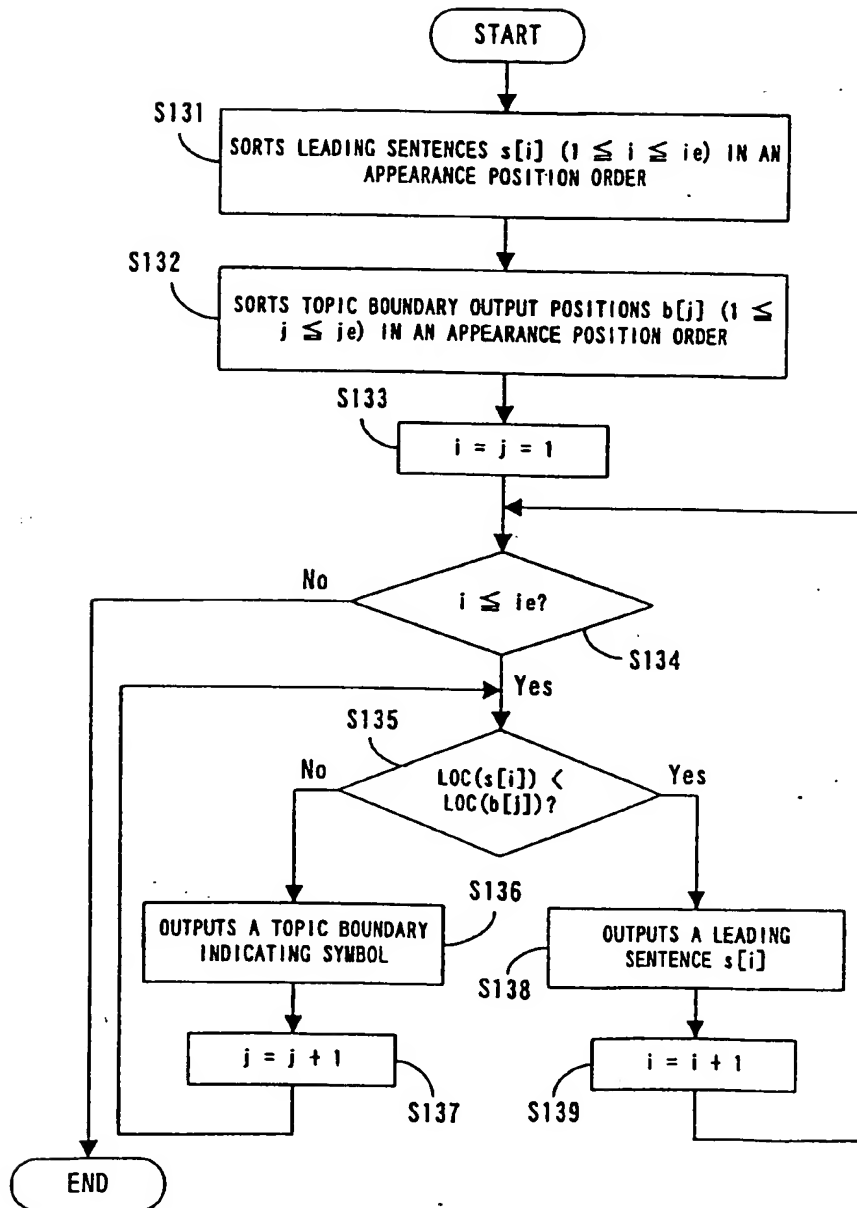 START
S131
SORTS LEADING SENTENCES s[i] (1 ≦ i ≦ ie) IN AN
APPEARANCE POSITION ORDER
S132
SORTS TOPIC BOUNDARY OUTPUT POSITIONS b[j] (1 ≦
j ≦ je) IN AN APPEARANCE POSITION ORDER
S133
i = j = 1
No
i ≦ ie?
S134
Yes
S135
No
LOC(s[i]) <
LOC(b[j])?
Yes
S136
OUTPUTS A TOPIC BOUNDARY
INDICATING SYMBOL
OUTPUTS A LEADING
SENTENCE s[i]
S138
j = j + 1
S137
i = i + 1
S139
END